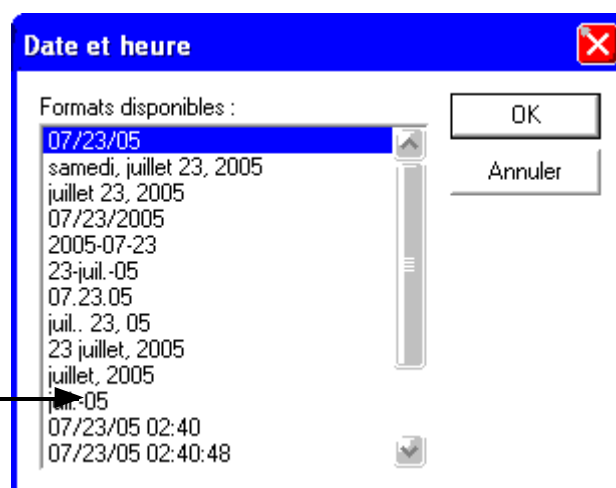 Date et heure
Formats disponibles :
OK
Annuler
07/23/05
samedi, juillet 23, 2005
juillet 23, 2005
07/23/2005
2005-07-23
23-juil.-05
07.23.05
juil.. 23, 05
23 juillet, 2005
juillet, 2005
juil.-05
07/23/05 02:40
07/23/05 02:40:48